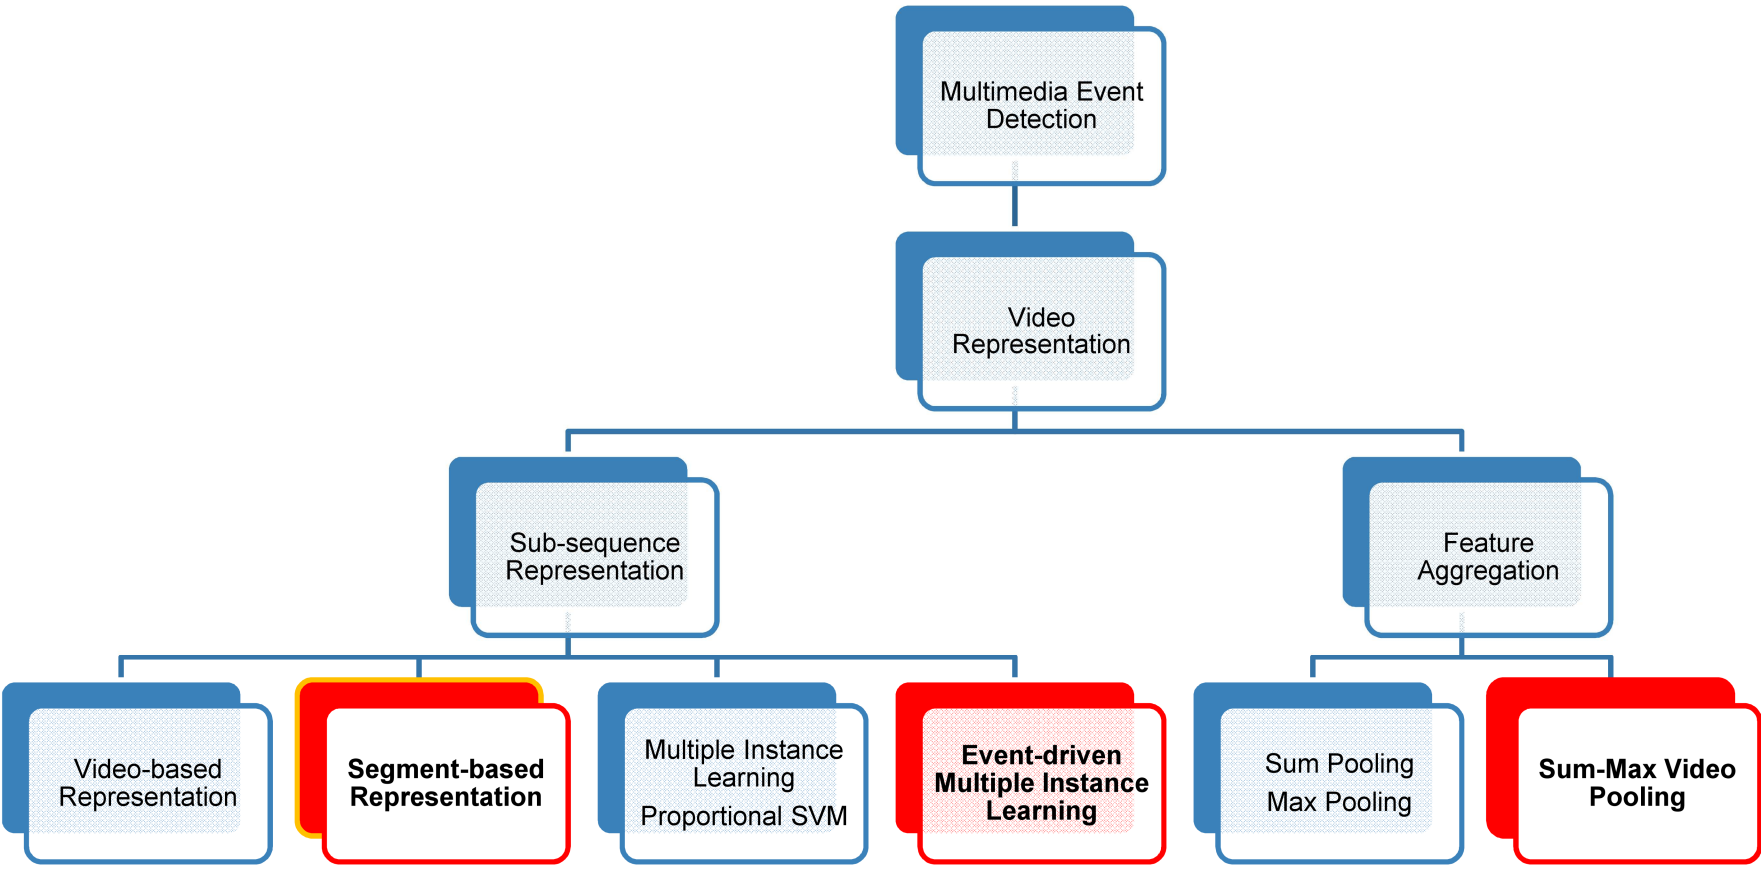 Multimedia Event
Detection
Video
Representation
Sub-sequence
Representation
Feature
Aggregation
Video-based
Representation
Segment-based
Representation
Multiple Instance
Learning
Proportional SVM
Event-driven
Multiple Instance
Learning
Sum Pooling
Max Pooling
Sum-Max Video
Pooling